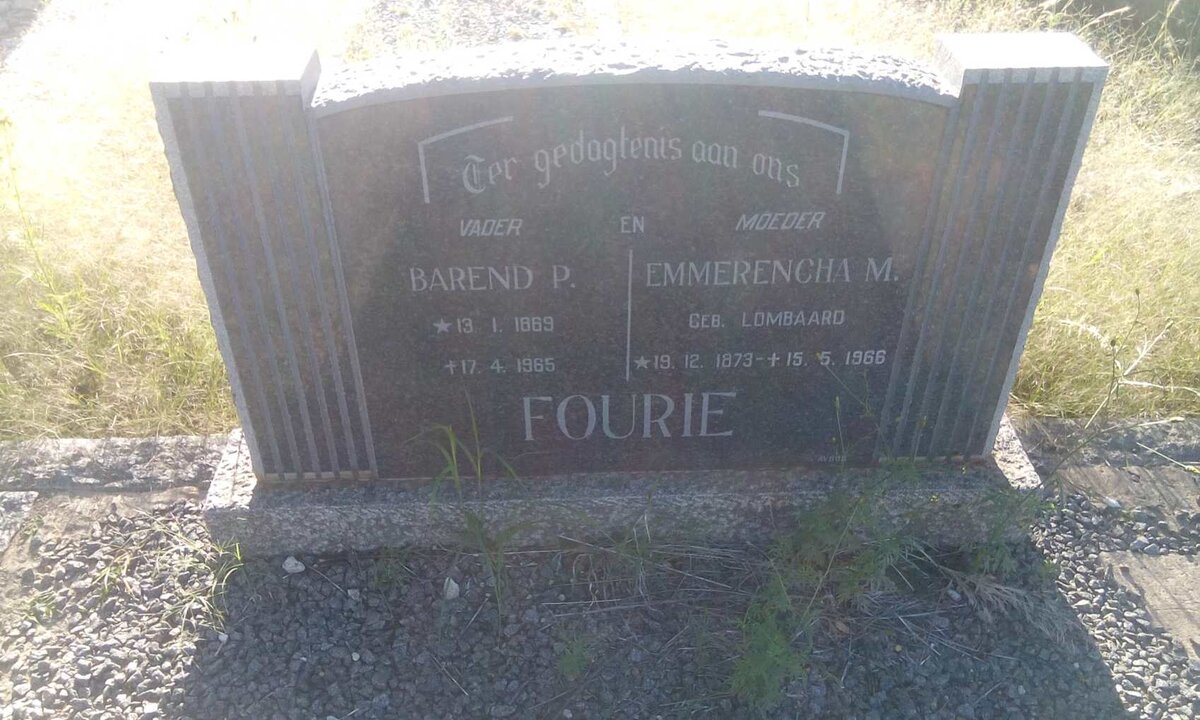 Ter gedagtenis aan ons
VADER EN MOEDER
BAREND P. EMMERENCHA M.
GEB. LOMBAARD
★ 13. 1. 1869
✝ 17. 4. 1965 ★ 19. 12. 1873 – ✝ 15. 5. 1966
FOURIE